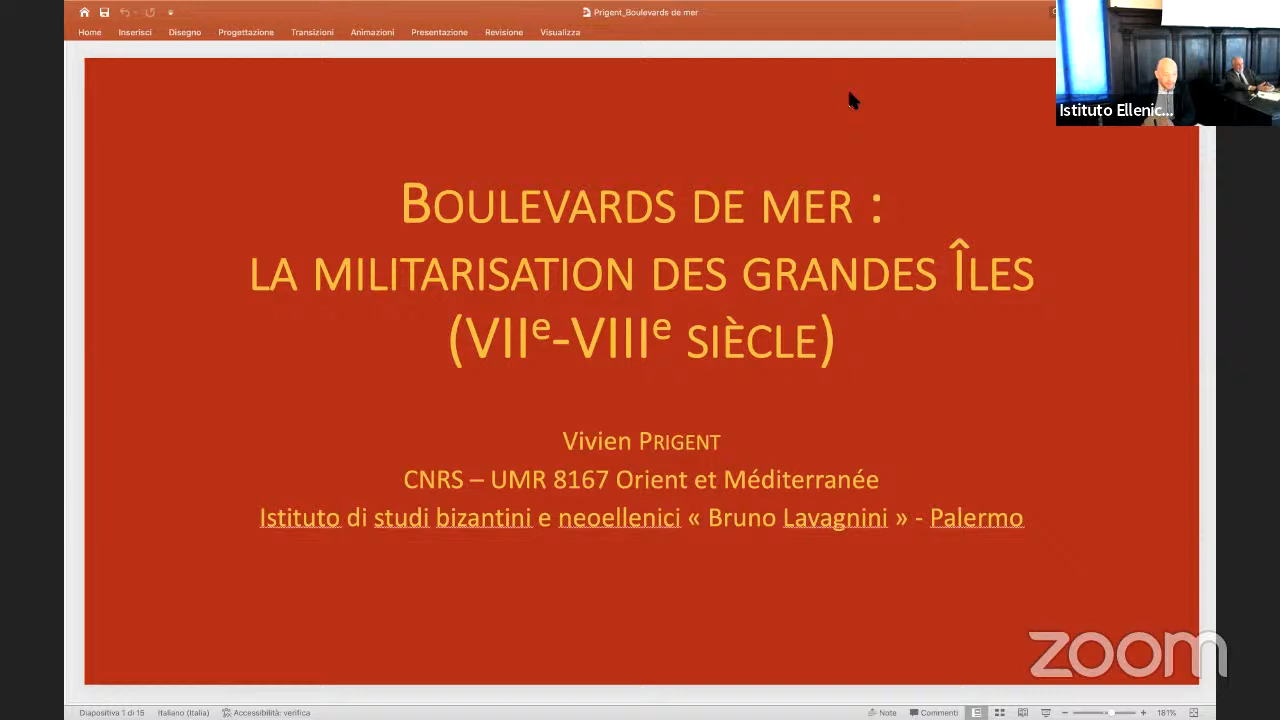 Prigent_Boulevards de mer
Home Inserisci Disegno Progettazione Transizioni Animazioni Presentazione Revisione Visualizza
Istituto Ellenic...
BOULEVARDS DE MER :
LA MILITARISATION DES GRANDES ÎLES
(VIIe-VIIIe SIÈCLE)
Vivien PRIGENT
CNRS – UMR 8167 Orient et Méditerranée
Istituto di studi bizantini e neoellenici « Bruno Lavagnini » - Palermo
zoom
Diapositiva 1 di 15 Italiano (Italia) Accessibilità: verifica Note Commenti 181%